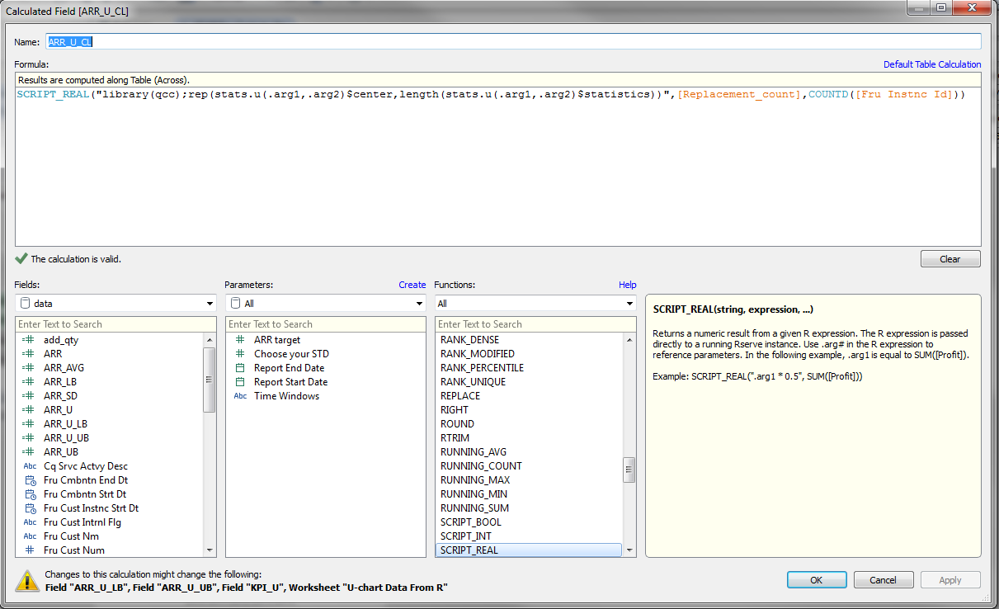 Calculated Field [ARR_U_CL]
Name: ARR_U_CL
Formula: Default Table Calculation
Results are computed along Table (Across).
SCRIPT_REAL("library(qcc);rep(stats.u(.arg1,.arg2)$center,length(stats.u(.arg1,.arg2)$statistics))",[Replacement_count],COUNTD([Fru Instnc Id]))
The calculation is valid.
Clear
Fields:
data
Enter Text to Search
add_qty
ARR
ARR_AVG
ARR_LB
ARR_SD
ARR_U
ARR_U_LB
ARR_U_UB
ARR_UB
Abc Cq Srvc Actvy Desc
Fru Cmbntn End Dt
Fru Cmbntn Strt Dt
Fru Cust Instnc Strt Dt
Abc Fru Cust Intrnl Flg
Abc Fru Cust Nm
Fru Cust Num
Parameters: Create
All
Enter Text to Search
ARR target
Choose your STD
Report End Date
Report Start Date
Abc Time Windows
Functions: Help
All
Enter Text to Search
RANK_DENSE
RANK_MODIFIED
RANK_PERCENTILE
RANK_UNIQUE
REPLACE
RIGHT
ROUND
RTRIM
RUNNING_AVG
RUNNING_COUNT
RUNNING_MAX
RUNNING_MIN
RUNNING_SUM
SCRIPT_BOOL
SCRIPT_INT
SCRIPT_REAL
SCRIPT_REAL(string, expression, ...)
Returns a numeric result from a given R expression. The R expression is passed
directly to a running Rserve instance. Use .arg# in the R expression to
reference parameters. In the following example, .arg1 is equal to SUM([Profit]).
Example: SCRIPT_REAL(".arg1 * 0.5", SUM([Profit]))
Changes to this calculation might change the following:
Field "ARR_U_LB", Field "ARR_U_UB", Field "KPI_U", Worksheet "U-chart Data From R"
OK
Cancel
Apply